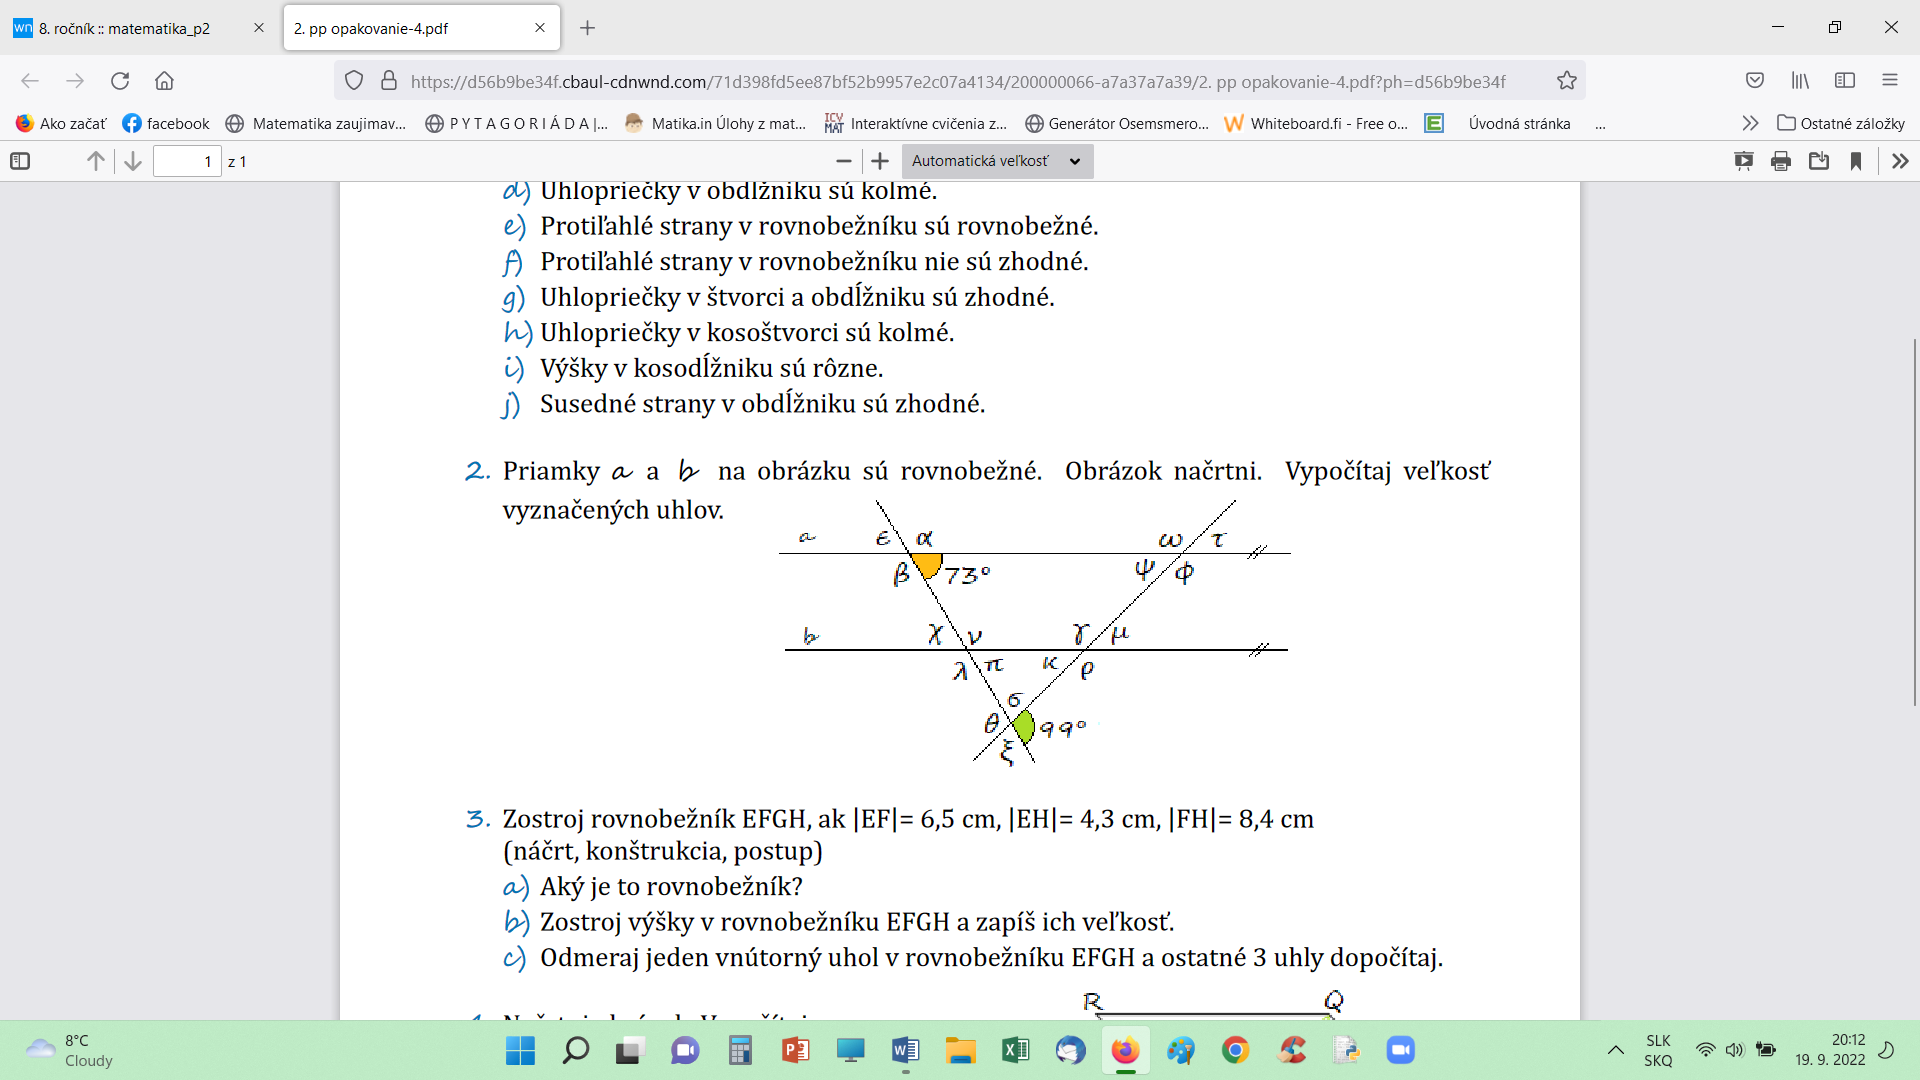 8. ročník :: matematika_p2
2. pp opakovanie-4.pdf
https://d56b9be34f.cbaul-cdnwnd.com/71d398fd5ee87bf52b9957e2c07a4134/200000066-a7a37a7a39/2. pp opakovanie-4.pdf?ph=d56b9be34f
Ako začať facebook Matematika zaujimav... P Y T A G O R I Á D A |... Matika.in Úlohy z mat... ICV MAT Interaktívne cvičenia z... Generátor Osemsmero... Whiteboard.fi - Free o... E Úvodná stránka ... Ostatné záložky
1 z 1 Automatická veľkosť
d) Uhlopriečky v obdĺžniku sú kolmé.
e) Protiľahlé strany v rovnobežníku sú rovnobežné.
f) Protiľahlé strany v rovnobežníku nie sú zhodné.
g) Uhlopriečky v štvorci a obdĺžniku sú zhodné.
h) Uhlopriečky v kosoštvorci sú kolmé.
i) Výšky v kosodĺžniku sú rôzne.
j) Susedné strany v obdĺžniku sú zhodné.
2. Priamky a a b na obrázku sú rovnobežné. Obrázok načrtni. Vypočítaj veľkosť
vyznačených uhlov.
a ε α ω τ
β 73° ψ φ
b χ ν γ μ
λ π κ ρ
σ
θ 99°
ξ
3. Zostroj rovnobežník EFGH, ak |EF|= 6,5 cm, |EH|= 4,3 cm, |FH|= 8,4 cm
(náčrt, konštrukcia, postup)
a) Aký je to rovnobežník?
b) Zostroj výšky v rovnobežníku EFGH a zapíš ich veľkosť.
c) Odmeraj jeden vnútorný uhol v rovnobežníku EFGH a ostatné 3 uhly dopočítaj.
R Q
8°C
Cloudy
SLK
SKQ
20:12
19. 9. 2022